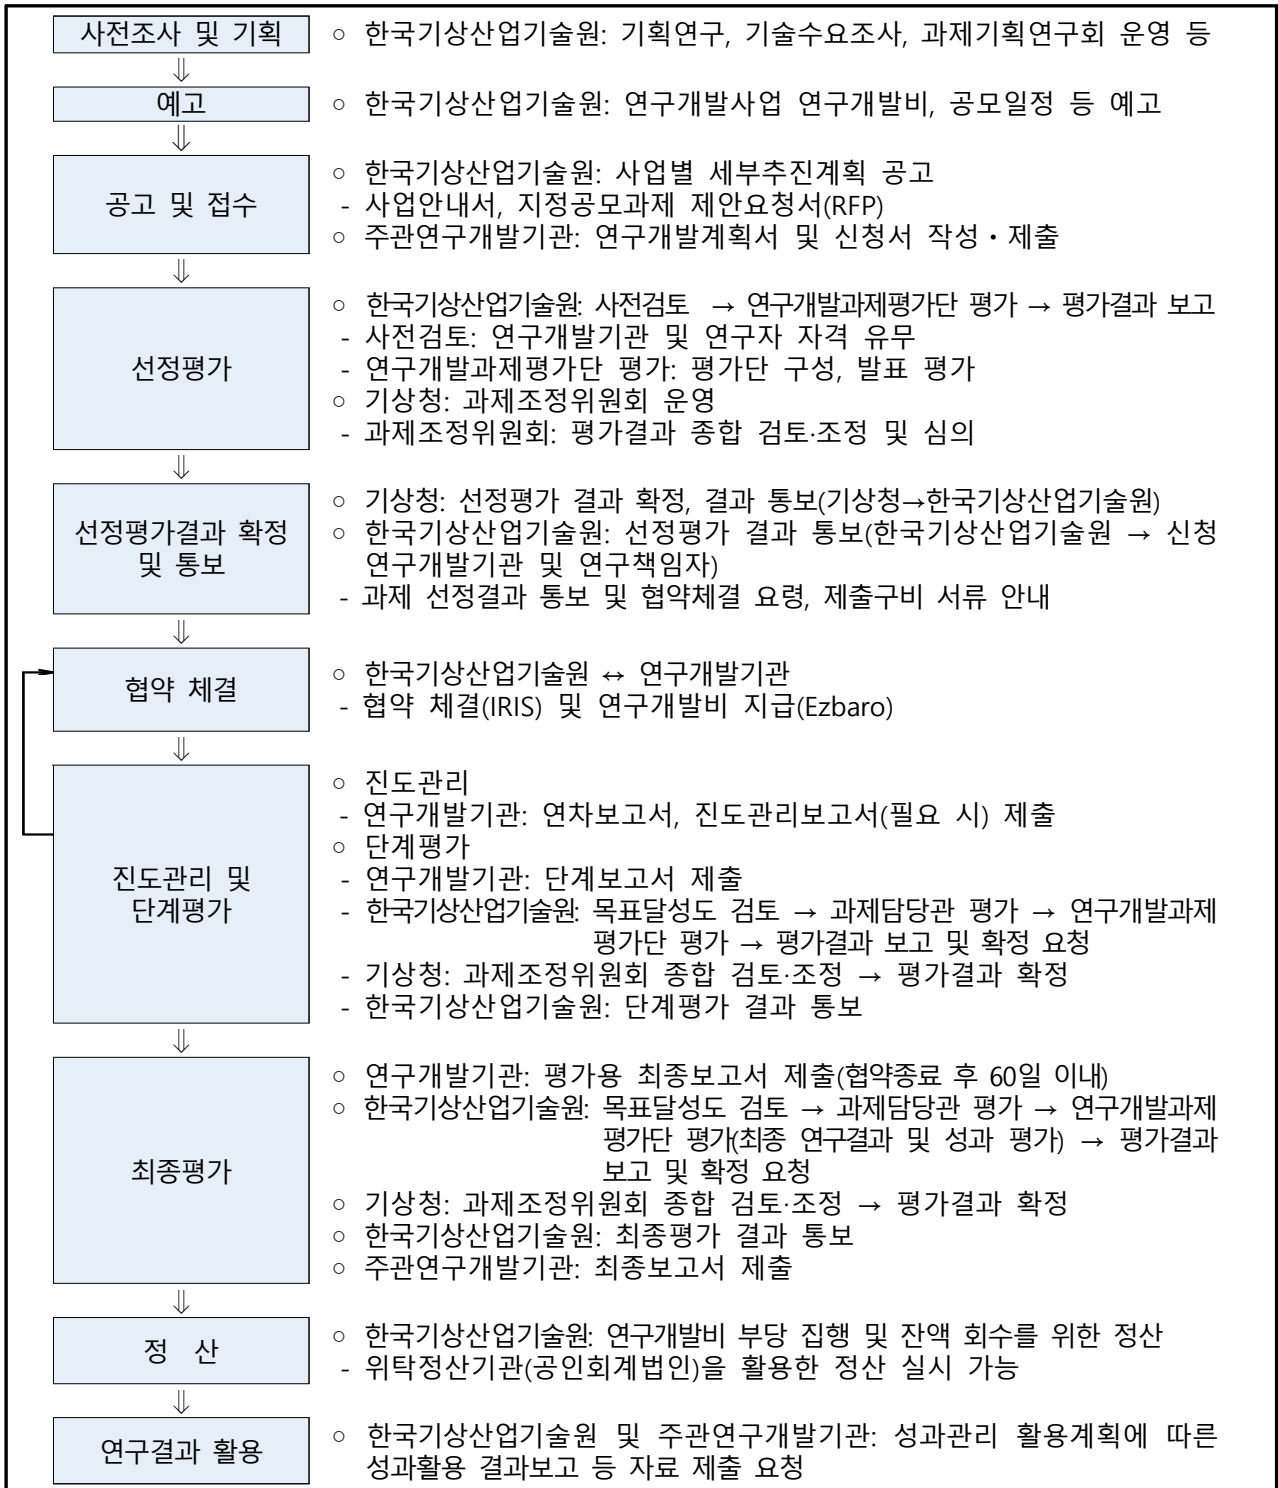 사전조사 및 기획
○ 한국기상산업기술원: 기획연구, 기술수요조사, 과제기획연구회 운영 등
⇓
예고
○ 한국기상산업기술원: 연구개발사업 연구개발비, 공모일정 등 예고
⇓
공고 및 접수
○ 한국기상산업기술원: 사업별 세부추진계획 공고
- 사업안내서, 지정공모과제 제안요청서(RFP)
○ 주관연구개발기관: 연구개발계획서 및 신청서 작성・제출
⇓
선정평가
○ 한국기상산업기술원: 사전검토 → 연구개발과제평가단 평가 → 평가결과 보고
- 사전검토: 연구개발기관 및 연구자 자격 유무
- 연구개발과제평가단 평가: 평가단 구성, 발표 평가
○ 기상청: 과제조정위원회 운영
- 과제조정위원회: 평가결과 종합 검토·조정 및 심의
⇓
선정평가결과 확정
및 통보
○ 기상청: 선정평가 결과 확정, 결과 통보(기상청→한국기상산업기술원)
○ 한국기상산업기술원: 선정평가 결과 통보(한국기상산업기술원 → 신청
연구개발기관 및 연구책임자)
- 과제 선정결과 통보 및 협약체결 요령, 제출구비 서류 안내
⇓
협약 체결
○ 한국기상산업기술원 ↔ 연구개발기관
- 협약 체결(IRIS) 및 연구개발비 지급(Ezbaro)
⇓
진도관리 및
단계평가
○ 진도관리
- 연구개발기관: 연차보고서, 진도관리보고서(필요 시) 제출
○ 단계평가
- 연구개발기관: 단계보고서 제출
- 한국기상산업기술원: 목표달성도 검토 → 과제담당관 평가 → 연구개발과제
평가단 평가 → 평가결과 보고 및 확정 요청
- 기상청: 과제조정위원회 종합 검토·조정 → 평가결과 확정
- 한국기상산업기술원: 단계평가 결과 통보
⇓
최종평가
○ 연구개발기관: 평가용 최종보고서 제출(협약종료 후 60일 이내)
○ 한국기상산업기술원: 목표달성도 검토 → 과제담당관 평가 → 연구개발과제
평가단 평가(최종 연구결과 및 성과 평가) → 평가결과
보고 및 확정 요청
○ 기상청: 과제조정위원회 종합 검토·조정 → 평가결과 확정
○ 한국기상산업기술원: 최종평가 결과 통보
○ 주관연구개발기관: 최종보고서 제출
⇓
정 산
○ 한국기상산업기술원: 연구개발비 부당 집행 및 잔액 회수를 위한 정산
- 위탁정산기관(공인회계법인)을 활용한 정산 실시 가능
⇓
연구결과 활용
○ 한국기상산업기술원 및 주관연구개발기관: 성과관리 활용계획에 따른
성과활용 결과보고 등 자료 제출 요청